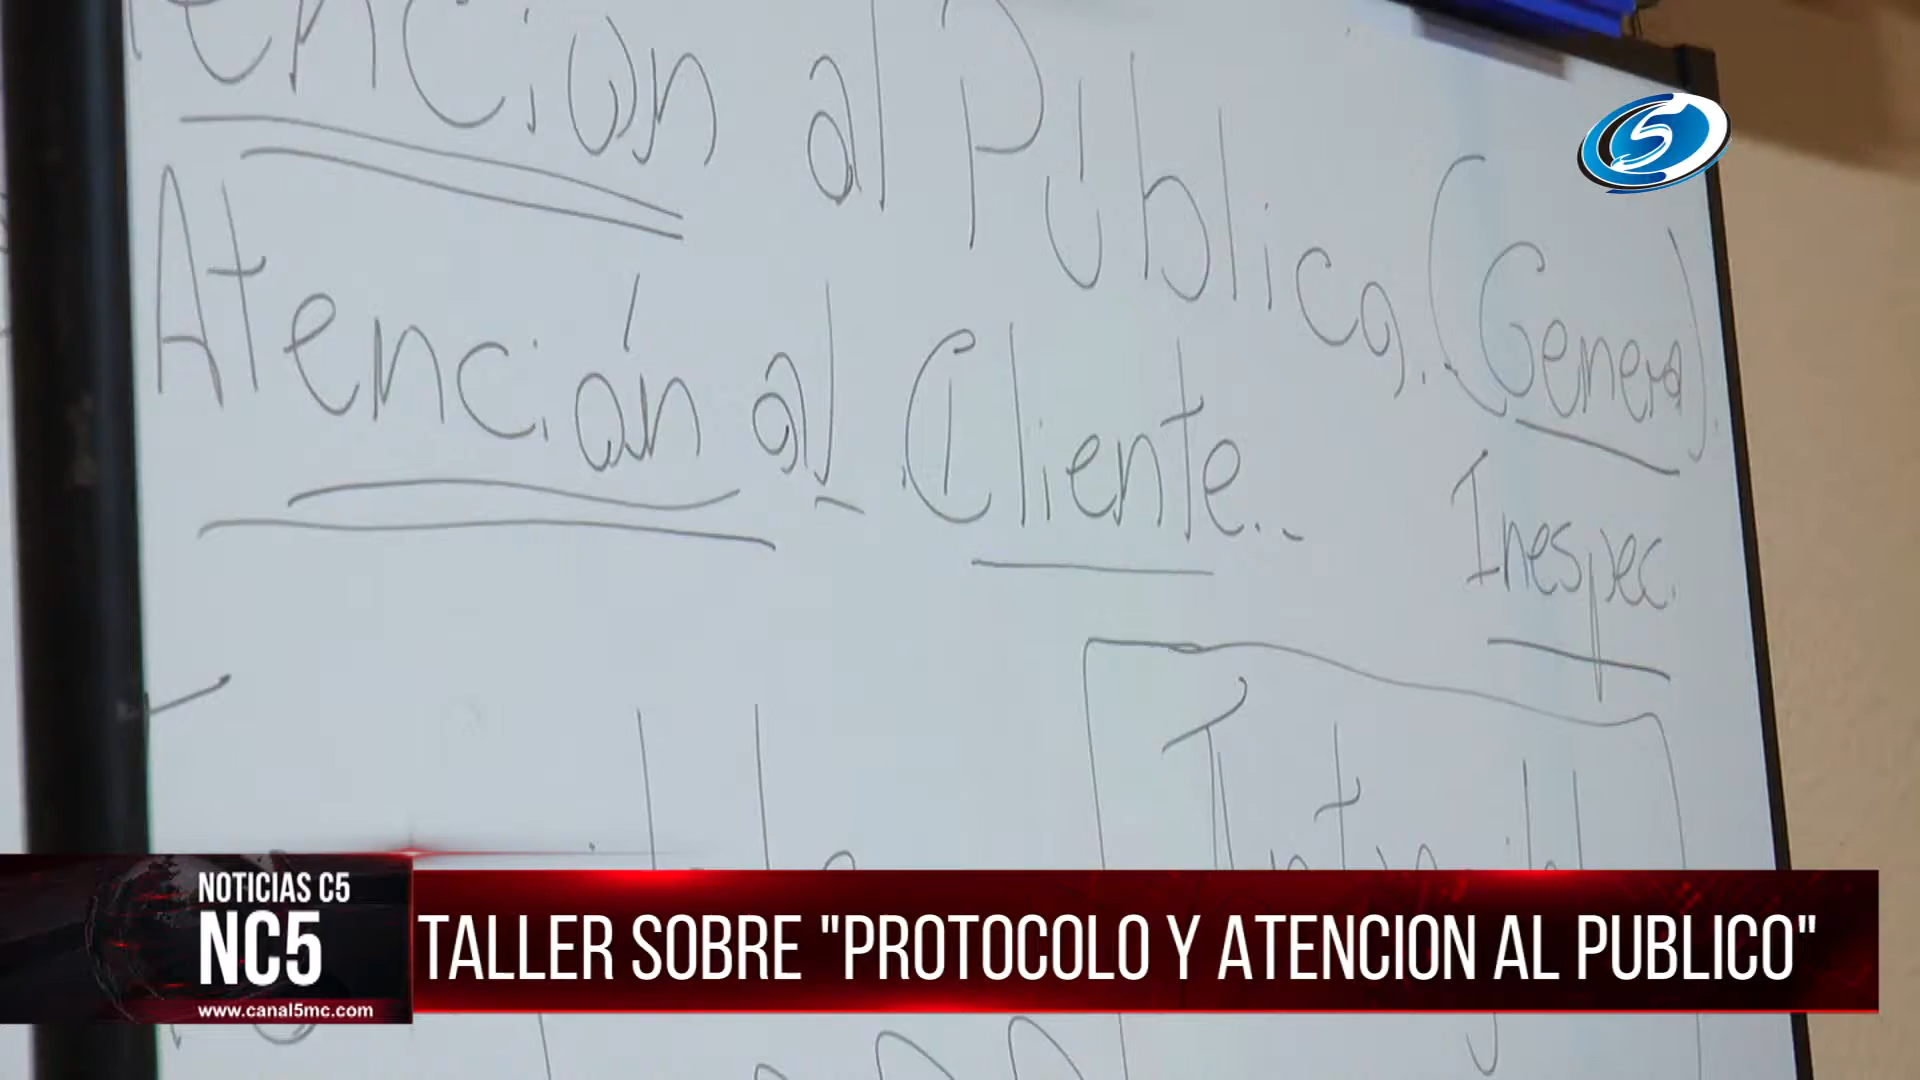 ención al Público. (General).
Atención al Cliente..
Inespec.
5
NOTICIAS C5
NC5
www.canal5mc.com
TALLER SOBRE "PROTOCOLO Y ATENCION AL PUBLICO"